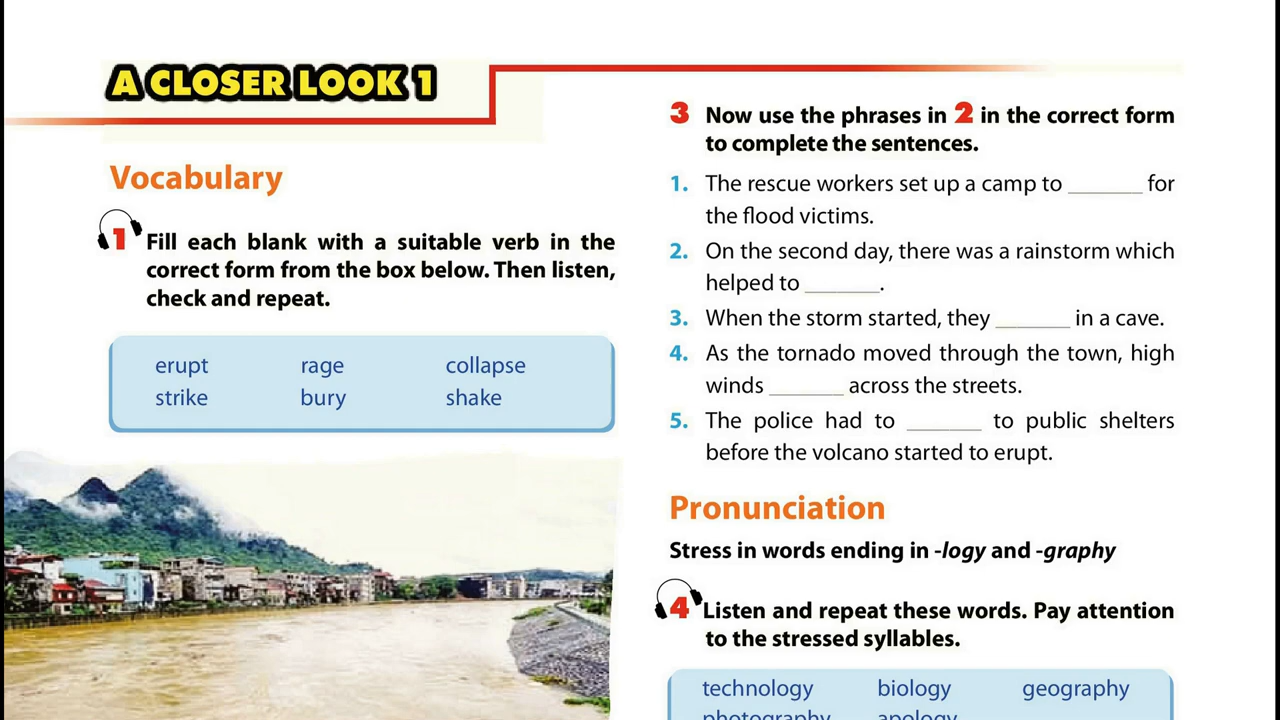 A CLOSER LOOK 1
Vocabulary
1 Fill each blank with a suitable verb in the
correct form from the box below. Then listen,
check and repeat.
erupt rage collapse
strike bury shake
3 Now use the phrases in 2 in the correct form
to complete the sentences.
1. The rescue workers set up a camp to _______ for
the flood victims.
2. On the second day, there was a rainstorm which
helped to _______.
3. When the storm started, they _______ in a cave.
4. As the tornado moved through the town, high
winds _______ across the streets.
5. The police had to _______ to public shelters
before the volcano started to erupt.
Pronunciation
Stress in words ending in -logy and -graphy
4 Listen and repeat these words. Pay attention
to the stressed syllables.
technology biology geography
photography apology